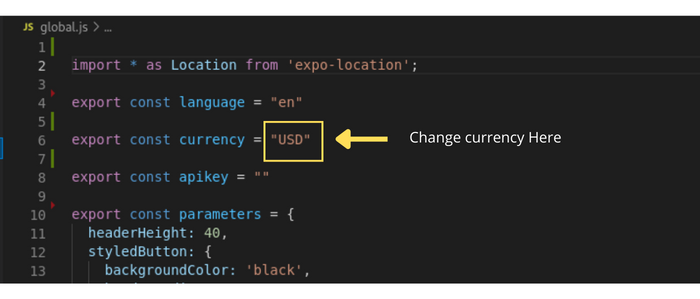 JS global.js > ...
1
2 import * as Location from 'expo-location';
3
4 export const language = "en"
5
6 export const currency = "USD" Change currency Here
7
8 export const apikey = ""
9
10 export const parameters = {
11 headerHeight: 40,
12 styledButton: {
13 backgroundColor: 'black',